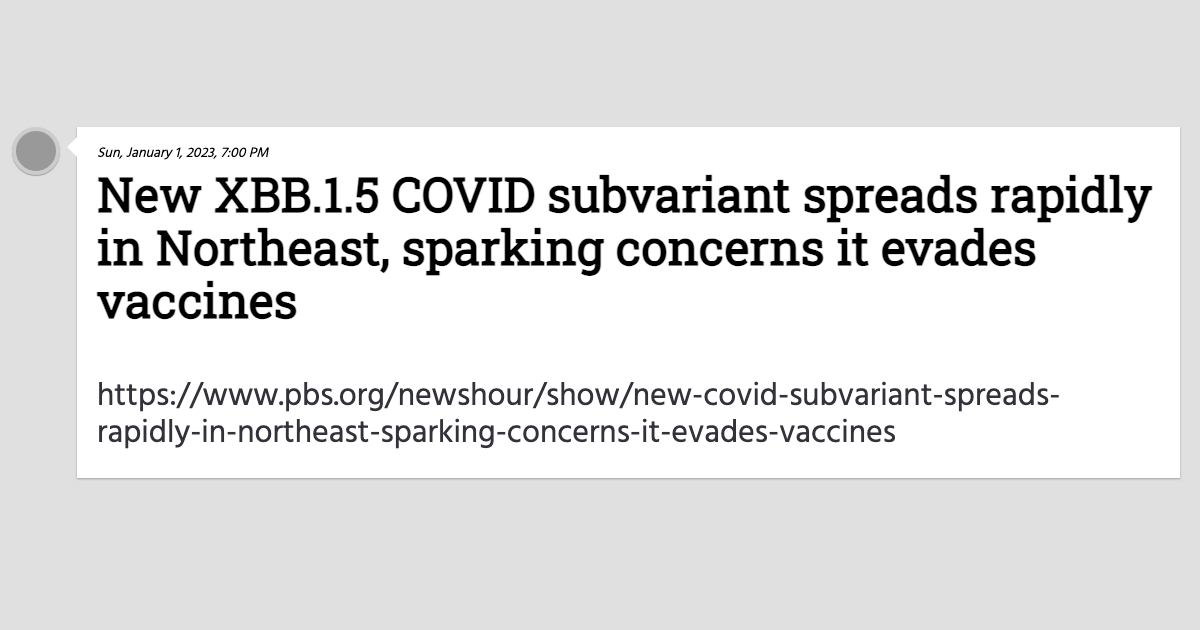 Sun, January 1, 2023, 7:00 PM
New XBB.1.5 COVID subvariant spreads rapidly
in Northeast, sparking concerns it evades
vaccines
https://www.pbs.org/newshour/show/new-covid-subvariant-spreads-
rapidly-in-northeast-sparking-concerns-it-evades-vaccines